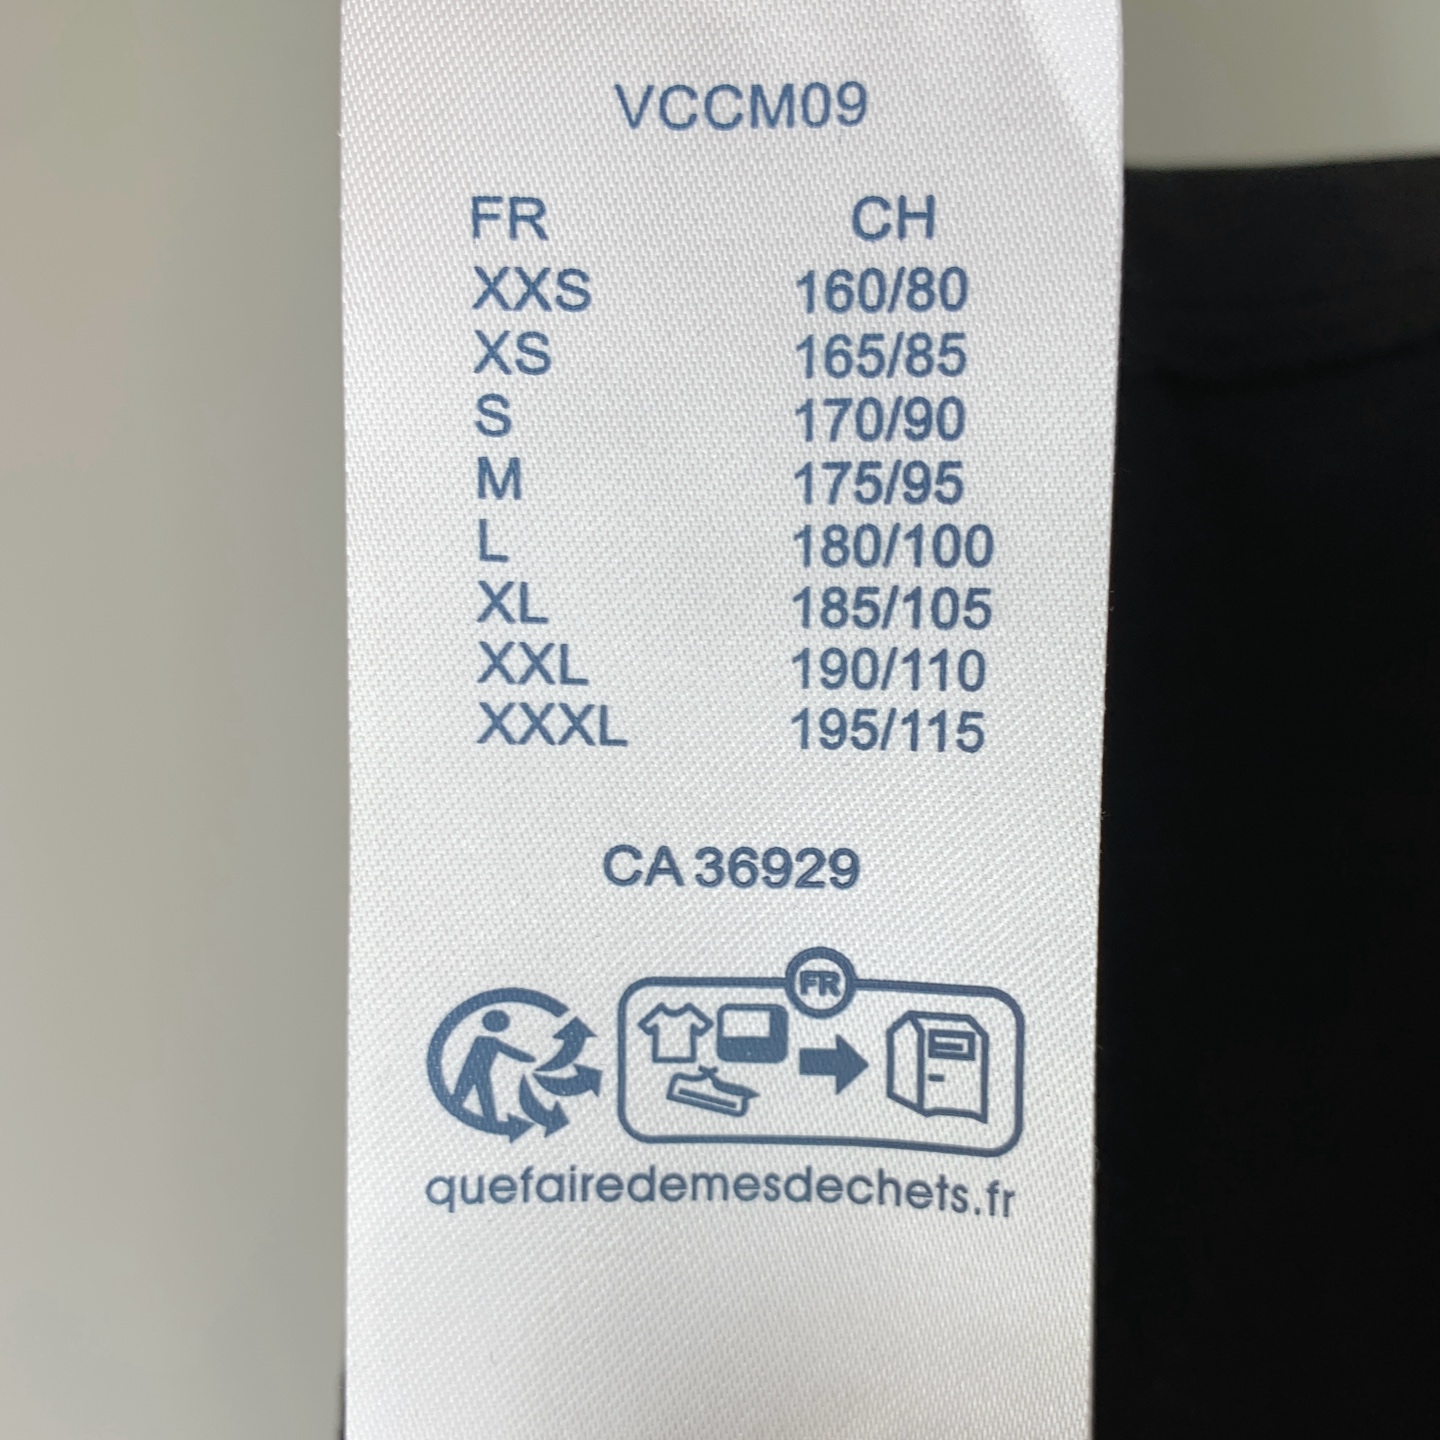 VCCM09
FR CH
XXS 160/80
XS 165/85
S 170/90
M 175/95
L 180/100
XL 185/105
XXL 190/110
XXXL 195/115
CA 36929
FR
quefairedemesdechets.fr